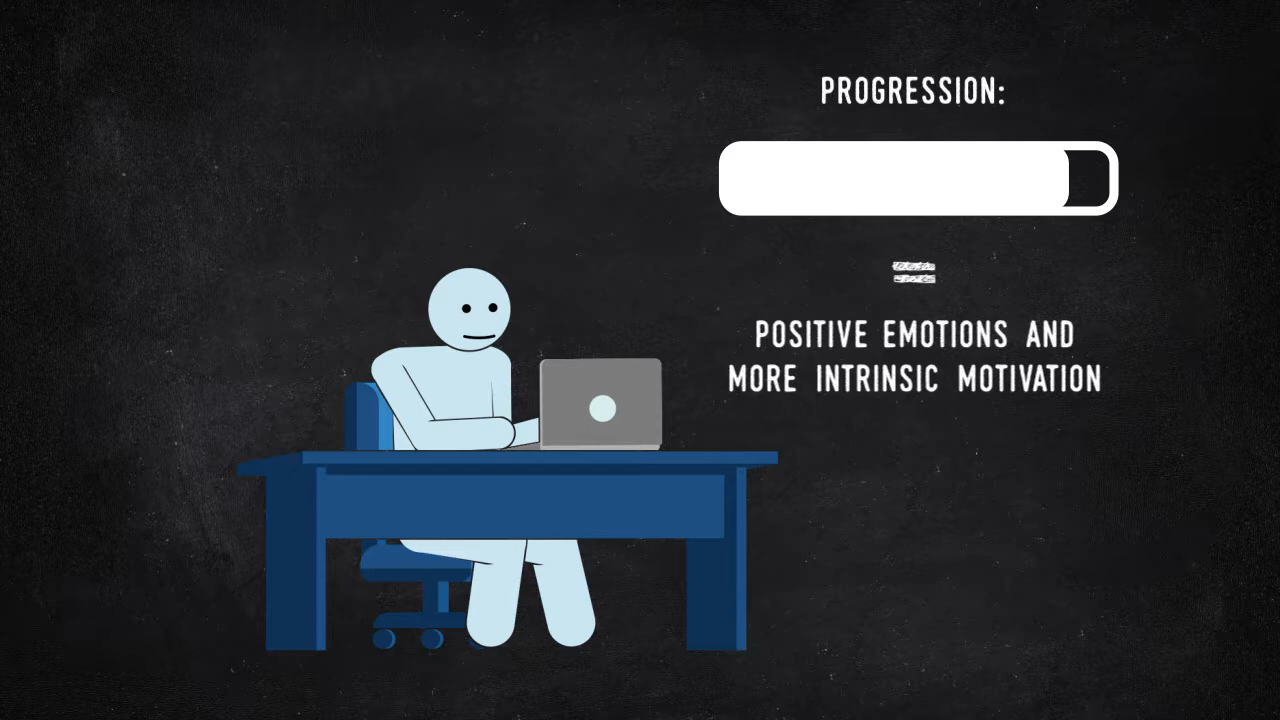 PROGRESSION:
=
POSITIVE EMOTIONS AND
MORE INTRINSIC MOTIVATION